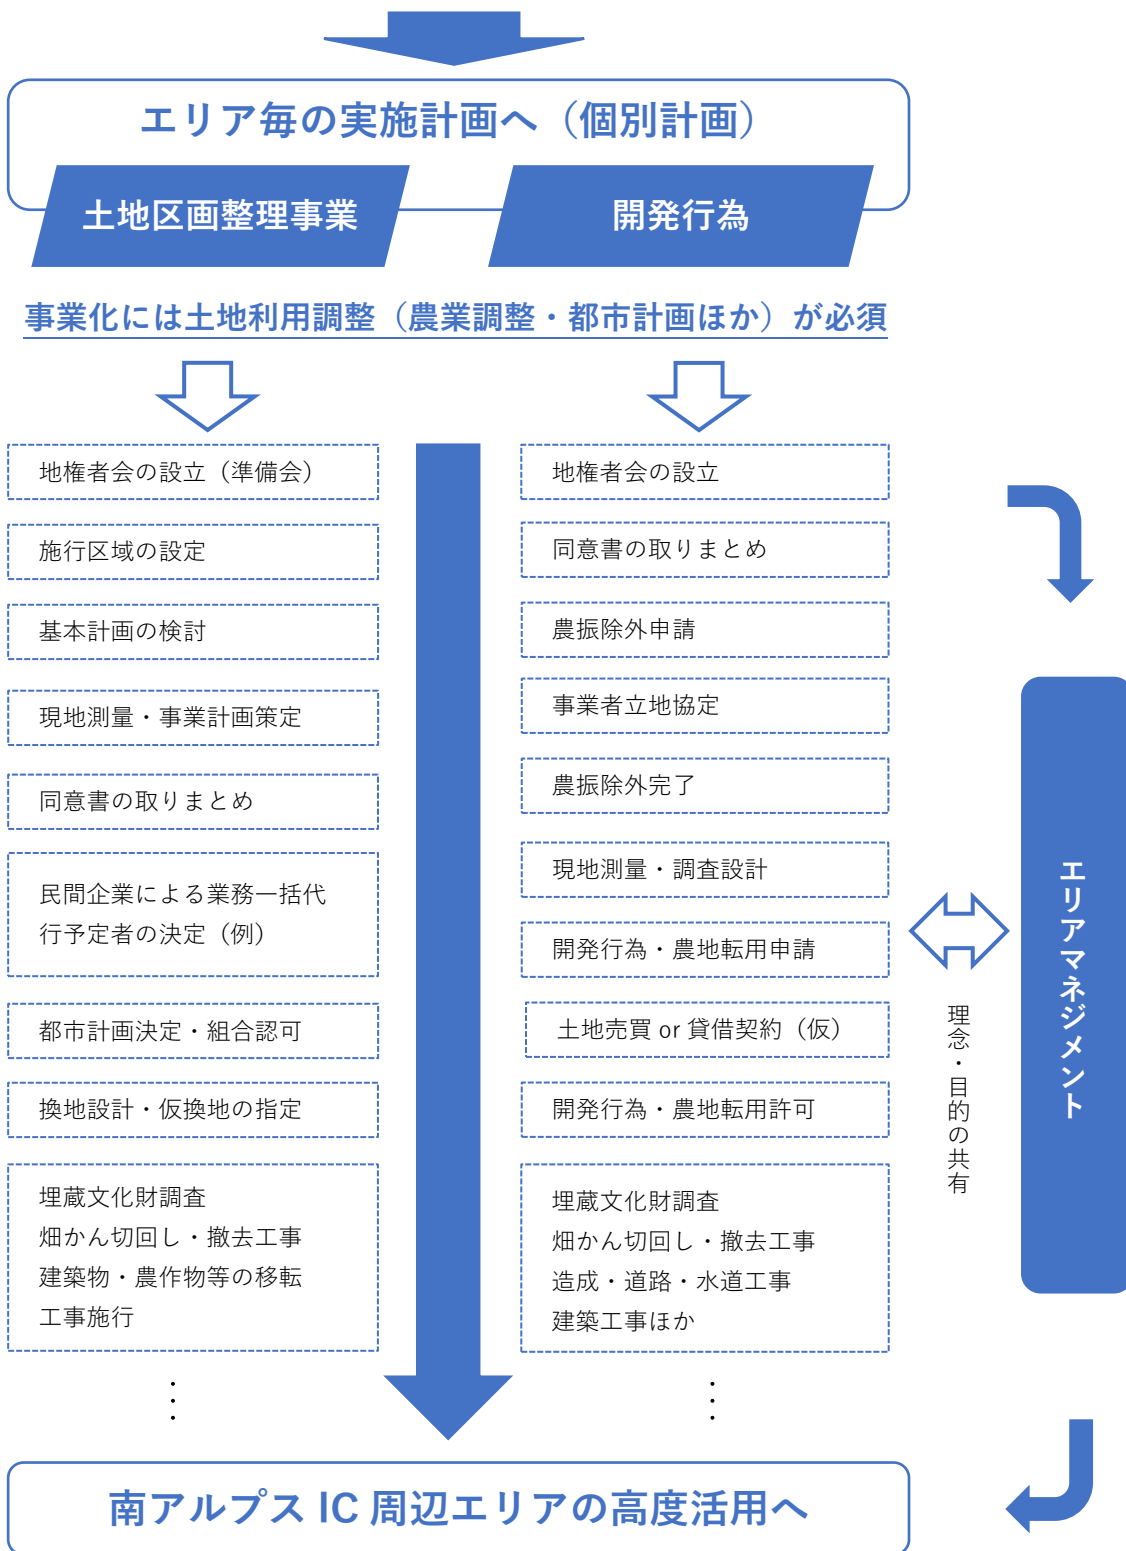 エリア毎の実施計画へ（個別計画）
土地区画整理事業
開発行為
事業化には土地利用調整（農業調整・都市計画ほか）が必須
地権者会の設立（準備会）
施行区域の設定
基本計画の検討
現地測量・事業計画策定
同意書の取りまとめ
民間企業による業務一括代
行予定者の決定（例）
都市計画決定・組合認可
換地設計・仮換地の指定
埋蔵文化財調査
畑かん切回し・撤去工事
建築物・農作物等の移転
工事施行
⋮
地権者会の設立
同意書の取りまとめ
農振除外申請
事業者立地協定
農振除外完了
現地測量・調査設計
開発行為・農地転用申請
土地売買 or 貸借契約（仮）
開発行為・農地転用許可
埋蔵文化財調査
畑かん切回し・撤去工事
造成・道路・水道工事
建築工事ほか
⋮
理念・目的の共有
エリアマネジメント
南アルプス IC 周辺エリアの高度活用へ